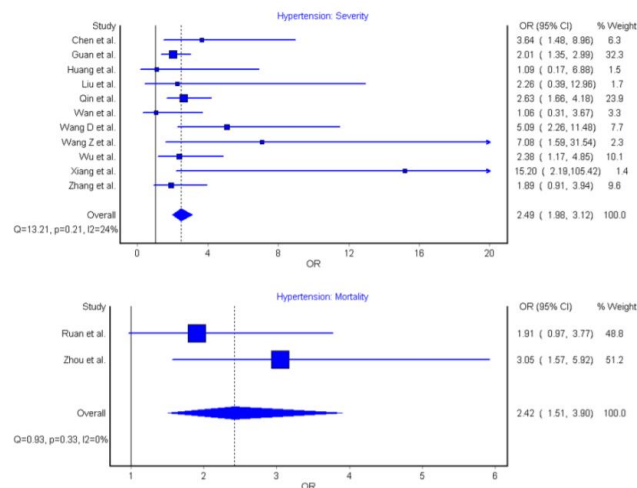 Hypertension: Severity
Study OR (95% CI) % Weight
Chen et al. 3.64 ( 1.48, 8.96) 6.3
Guan et al. 2.01 ( 1.35, 2.99) 32.3
Huang et al. 1.09 ( 0.17, 6.88) 1.5
Liu et al. 2.26 ( 0.39, 12.96) 1.7
Qin et al. 2.63 ( 1.66, 4.18) 23.9
Wan et al. 1.06 ( 0.31, 3.67) 3.3
Wang D et al. 5.09 ( 2.26, 11.48) 7.7
Wang Z et al. 7.08 ( 1.59, 31.54) 2.3
Wu et al. 2.38 ( 1.17, 4.85) 10.1
Xiang et al. 15.20 ( 2.19,105.42) 1.4
Zhang et al. 1.89 ( 0.91, 3.94) 9.6
Overall 2.49 ( 1.98, 3.12) 100.0
Q=13.21, p=0.21, I2=24%
0 4 8 12 16 20
OR
Hypertension: Mortality
Study OR (95% CI) % Weight
Ruan et al. 1.91 ( 0.97, 3.77) 48.8
Zhou et al. 3.05 ( 1.57, 5.92) 51.2
Overall 2.42 ( 1.51, 3.90) 100.0
Q=0.93, p=0.33, I2=0%
1 2 3 4 5 6
OR